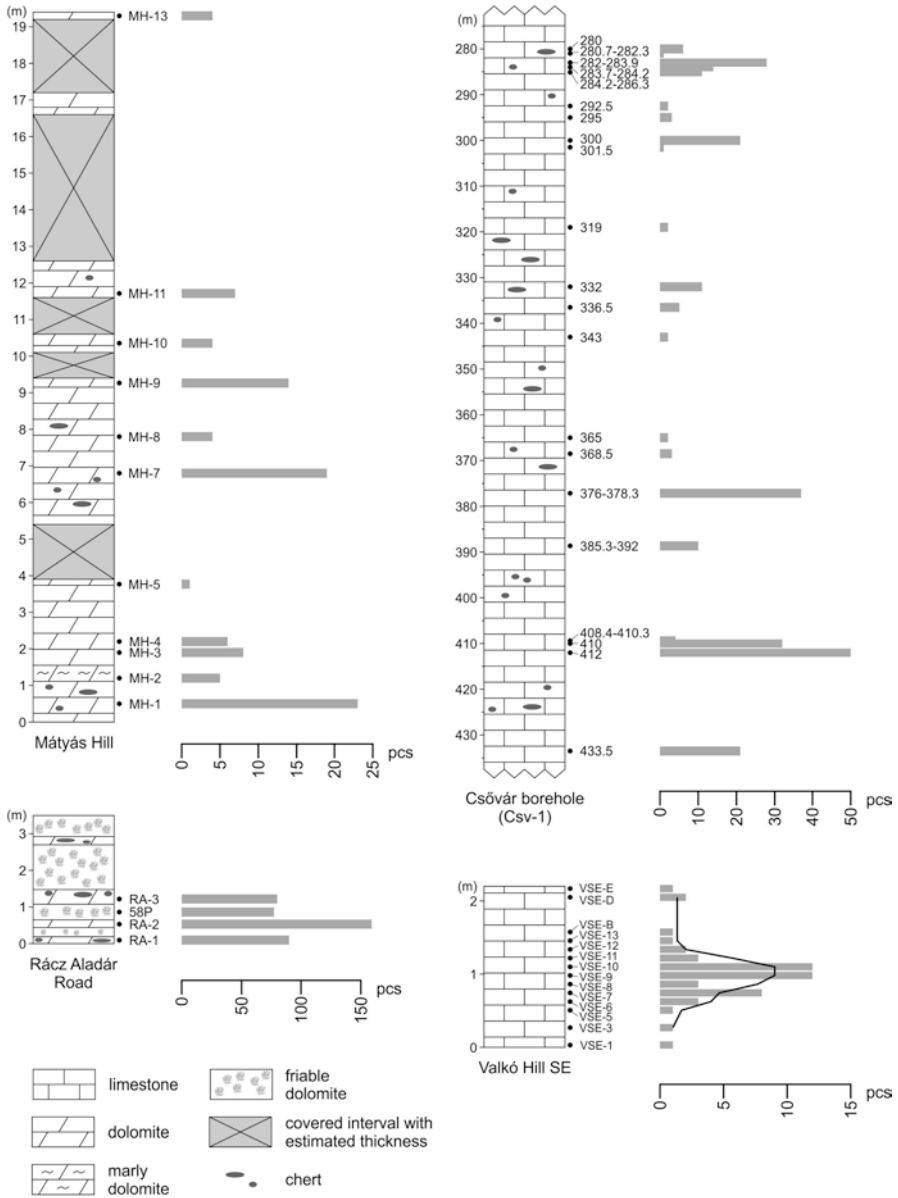 (m)
19
18
17
16
15
14
13
12
11
10
9
8
7
6
5
4
3
2
1
0
MH-13
MH-11
MH-10
MH-9
MH-8
MH-7
MH-5
MH-4
MH-3
MH-2
MH-1
Mátyás Hill
0
5
10
15
20
25
pcs
(m)
280
290
300
310
320
330
340
350
360
370
380
390
400
410
420
430
280
280.7-282.3
282-283.9
283.7-284.2
284.2-286.3
292.5
295
300
301.5
319
332
336.5
343
365
368.5
376-378.3
385.3-392
408.4-410.3
410
412
433.5
Csővár borehole
(Csv-1)
0
10
20
30
40
50
pcs
(m)
3
2
1
0
RA-3
58P
RA-2
RA-1
Rácz Aladár
Road
0
50
100
150
pcs
(m)
2
1
0
VSE-E
VSE-D
VSE-B
VSE-13
VSE-12
VSE-11
VSE-10
VSE-9
VSE-8
VSE-7
VSE-6
VSE-5
VSE-3
VSE-1
Valkó Hill SE
0
5
10
15
pcs
limestone
dolomite
marly
dolomite
friable
dolomite
covered interval with
estimated thickness
chert